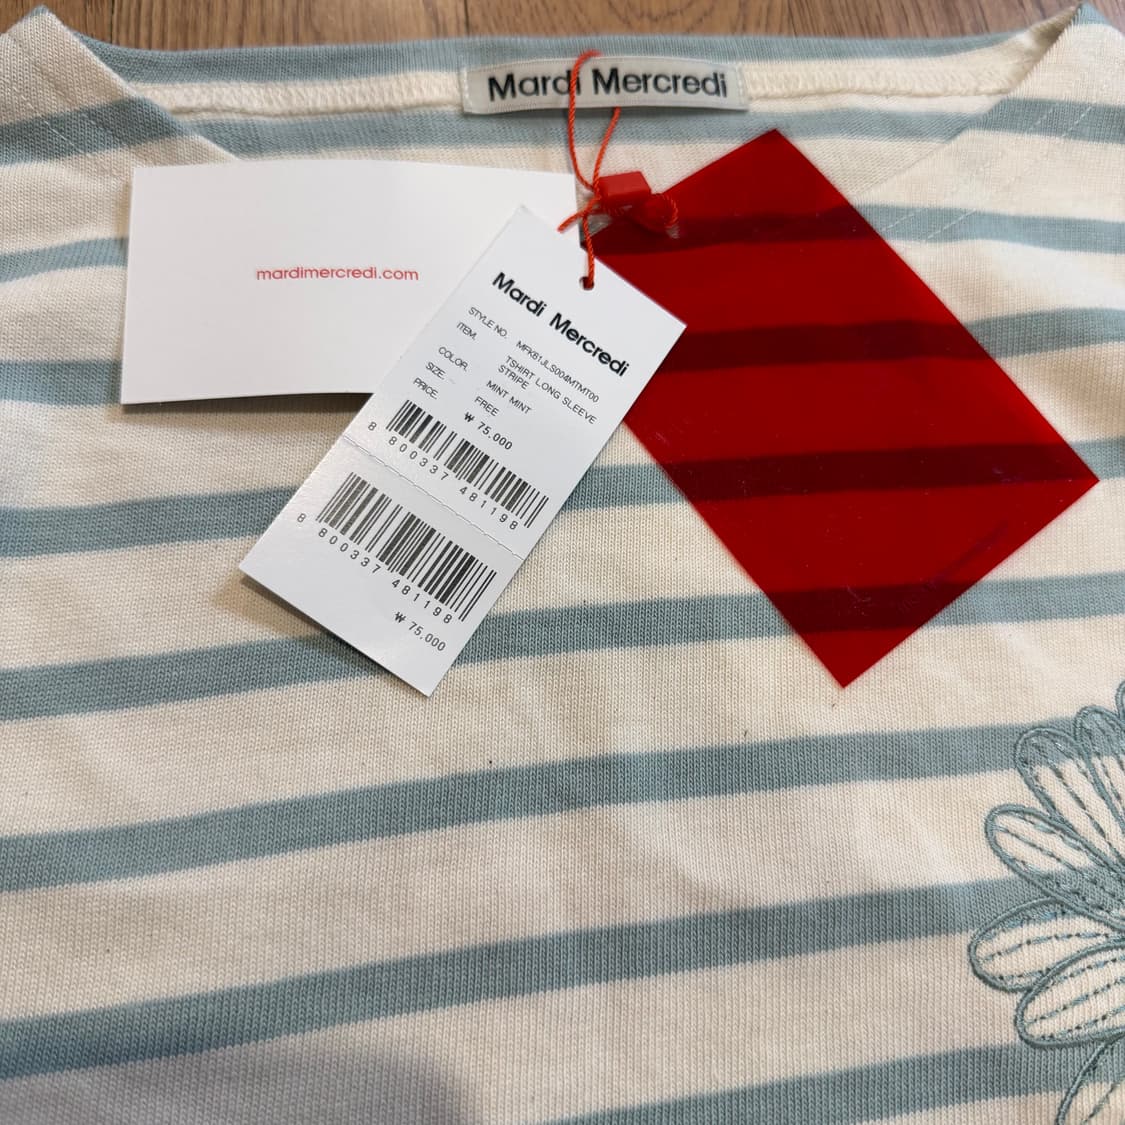 Mardi Mercredi
mardimercredi.com
Mardi Mercredi
STYLE NO. MFK61JLS004MTMT00
ITEM. TSHIRT LONG SLEEVE
STRIPE
COLOR. MINT MINT
SIZE. FREE
PRICE. ₩ 75,000
8 800337 481198
8 800337 481198
₩ 75,000